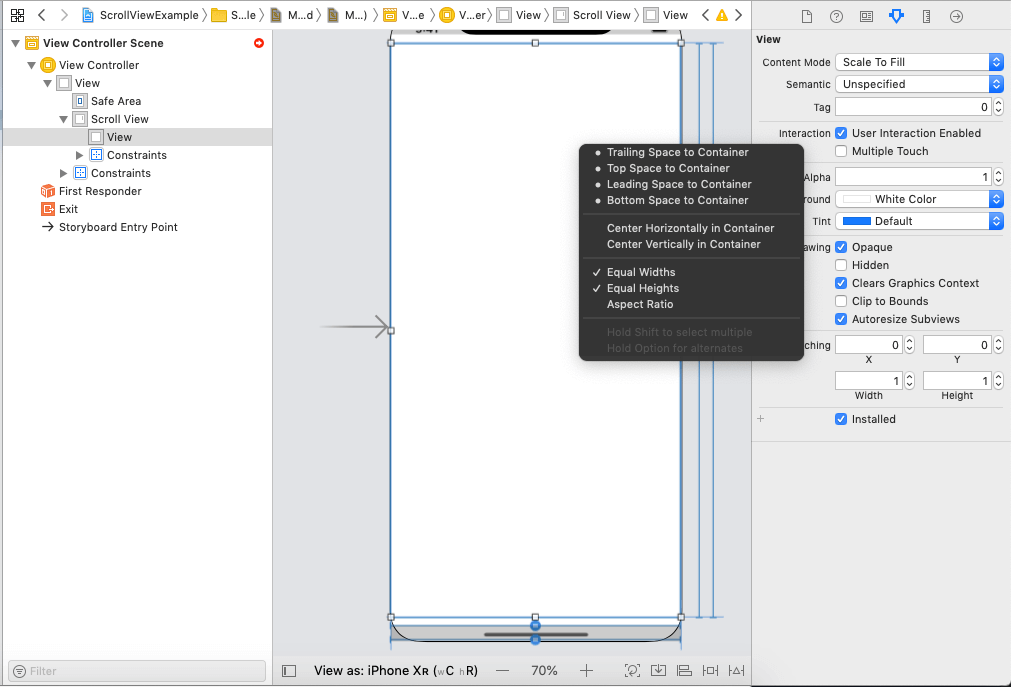 ScrollViewExample S...le M...d M...) V...e V...er View Scroll View View
View Controller Scene
View Controller
View
Safe Area
Scroll View
View
Constraints
Constraints
First Responder
Exit
Storyboard Entry Point
Filter
9:41
Trailing Space to Container
Top Space to Container
Leading Space to Container
Bottom Space to Container
Center Horizontally in Container
Center Vertically in Container
Equal Widths
Equal Heights
Aspect Ratio
Hold Shift to select multiple
Hold Option for alternates
View as: iPhone XR (wC hR) 70%
View
Content Mode Scale To Fill
Semantic Unspecified
Tag 0
Interaction User Interaction Enabled
Multiple Touch
Alpha 1
ound White Color
Tint Default
awing Opaque
Hidden
Clears Graphics Context
Clip to Bounds
Autoresize Subviews
ching 0 0
X Y
1 1
Width Height
Installed